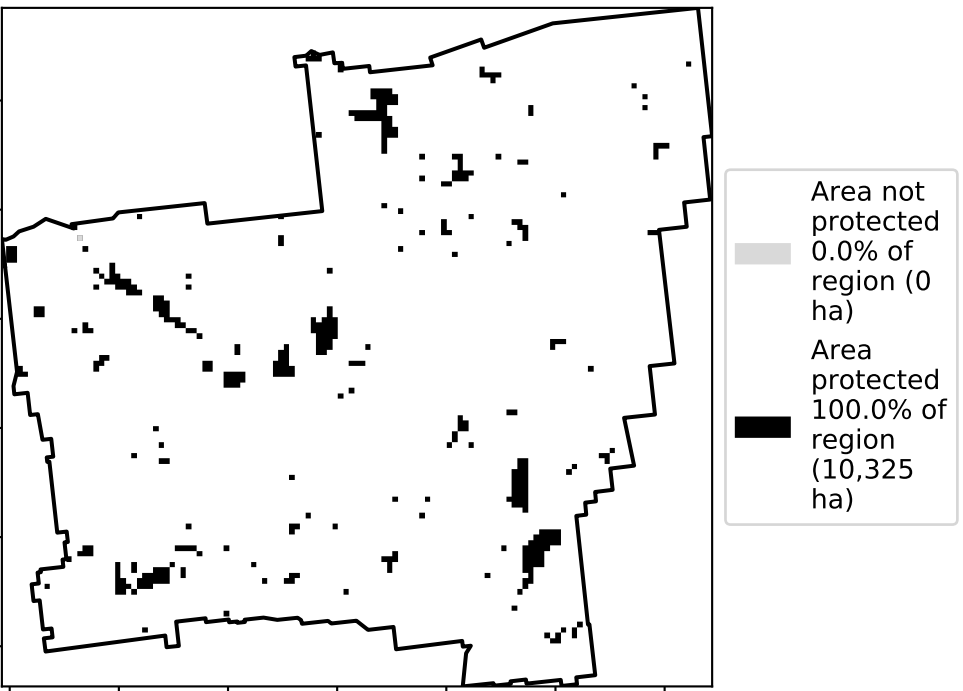 Area not
protected
0.0% of
region (0
ha)
Area
protected
100.0% of
region
(10,325
ha)